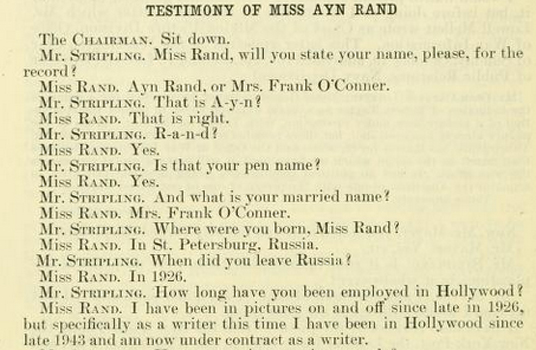 TESTIMONY OF MISS AYN RAND
The CHAIRMAN. Sit down.
Mr. STRIPLING. Miss Rand, will you state your name, please, for the
record?
Miss RAND. Ayn Rand, or Mrs. Frank O'Conner.
Mr. STRIPLING. That is A-y-n?
Miss RAND. That is right.
Mr. STRIPLING. R-a-n-d?
Miss RAND. Yes.
Mr. STRIPLING. Is that your pen name?
Miss RAND. Yes.
Mr. STRIPLING. And what is your married name?
Miss RAND. Mrs. Frank O'Conner.
Mr. STRIPLING. Where were you born, Miss Rand?
Miss RAND. In St. Petersburg, Russia.
Mr. STRIPLING. When did you leave Russia?
Miss RAND. In 1926.
Mr. STRIPLING. How long have you been employed in Hollywood?
Miss RAND. I have been in pictures on and off since late in 1926,
but specifically as a writer this time I have been in Hollywood since
late 1943 and am now under contract as a writer.